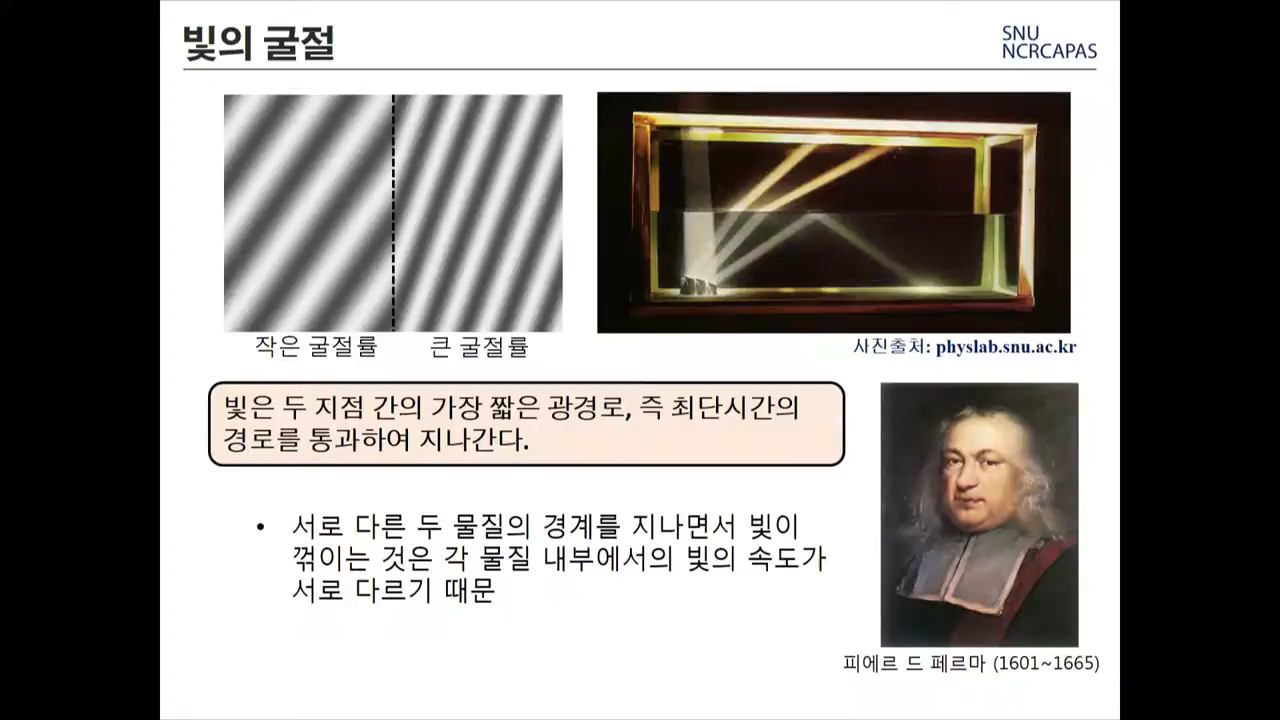 빛의 굴절
SNU
NCRCAPAS
작은 굴절률
큰 굴절률
사진출처: physlab.snu.ac.kr
빛은 두 지점 간의 가장 짧은 광경로, 즉 최단시간의
경로를 통과하여 지나간다.
• 서로 다른 두 물질의 경계를 지나면서 빛이
꺾이는 것은 각 물질 내부에서의 빛의 속도가
서로 다르기 때문
피에르 드 페르마 (1601~1665)